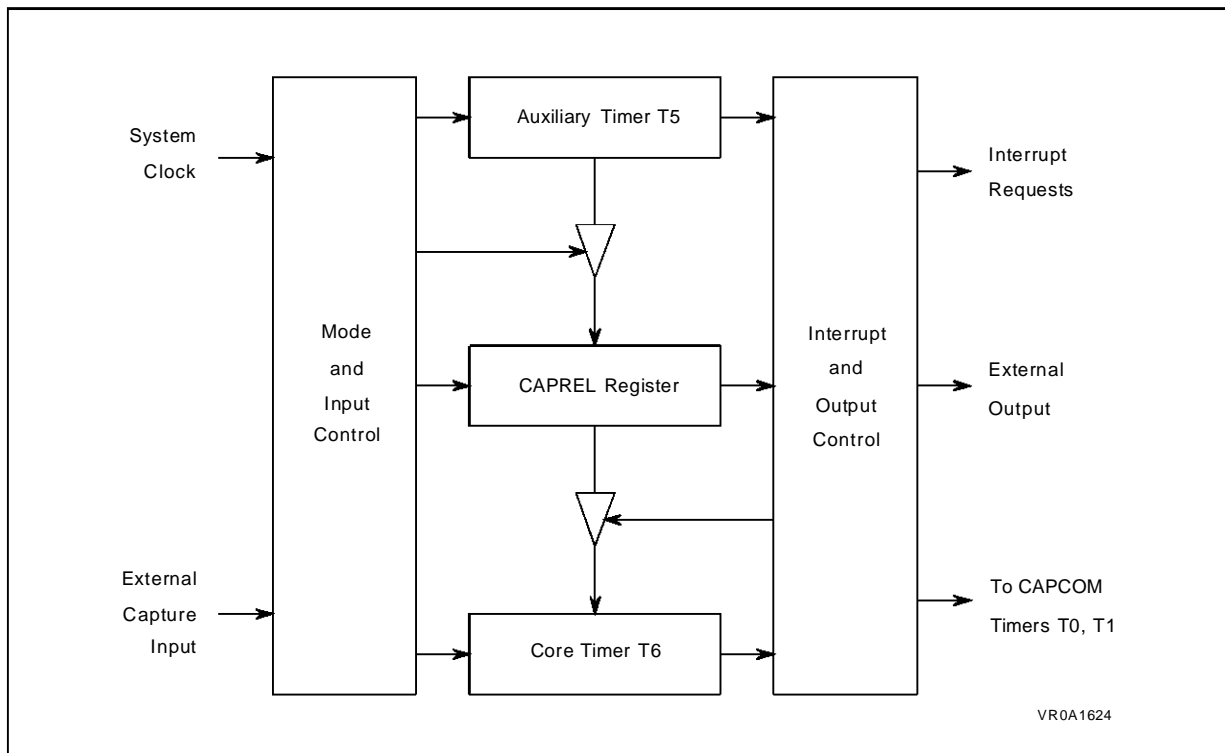 Auxiliary Timer T5
System
Clock
Interrupt
Requests
Mode
and
Input
Control
CAPREL Register
Interrupt
and
Output
Control
External
Output
External
Capture
Input
Core Timer T6
To CAPCOM
Timers T0, T1
VR0A1624